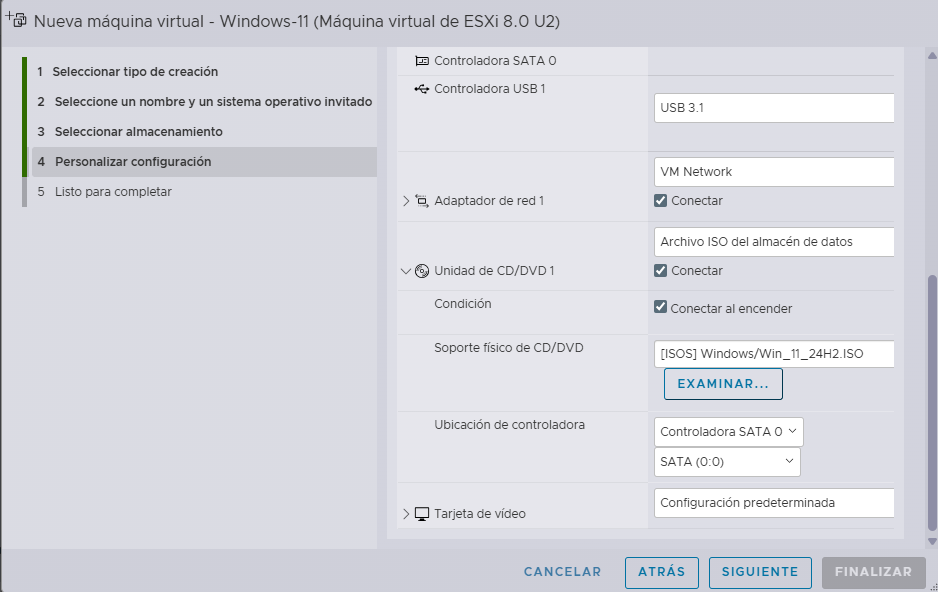 Nueva máquina virtual - Windows-11 (Máquina virtual de ESXi 8.0 U2)
1 Seleccionar tipo de creación
2 Seleccione un nombre y un sistema operativo invitado
3 Seleccionar almacenamiento
4 Personalizar configuración
5 Listo para completar
Controladora SATA 0
Controladora USB 1
USB 3.1
VM Network
Adaptador de red 1
Conectar
Archivo ISO del almacén de datos
Unidad de CD/DVD 1
Conectar
Condición
Conectar al encender
Soporte físico de CD/DVD
[ISOS] Windows/Win_11_24H2.ISO
EXAMINAR...
Ubicación de controladora
Controladora SATA 0
SATA (0:0)
Tarjeta de vídeo
Configuración predeterminada
CANCELAR
ATRÁS
SIGUIENTE
FINALIZAR